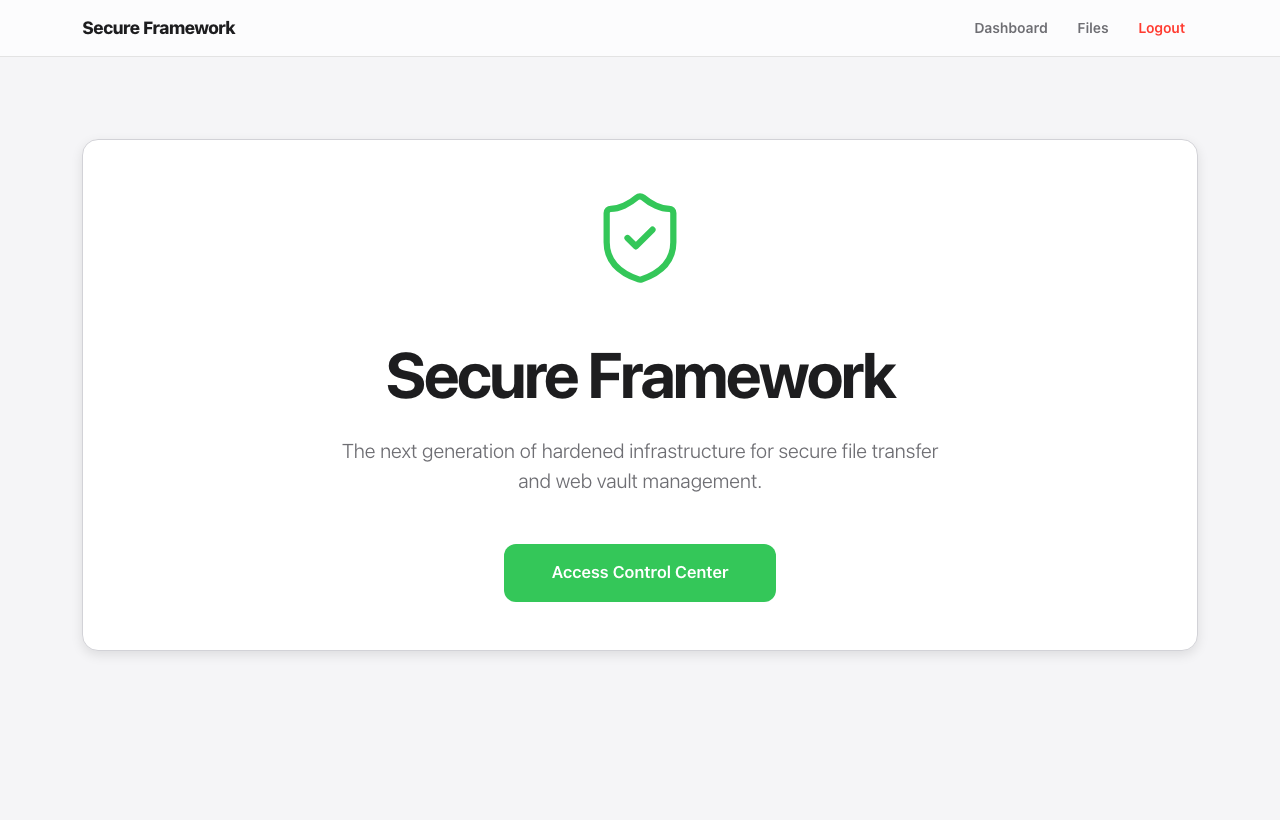 Secure Framework
Dashboard
Files
Logout
Secure Framework
The next generation of hardened infrastructure for secure file transfer
and web vault management.
Access Control Center